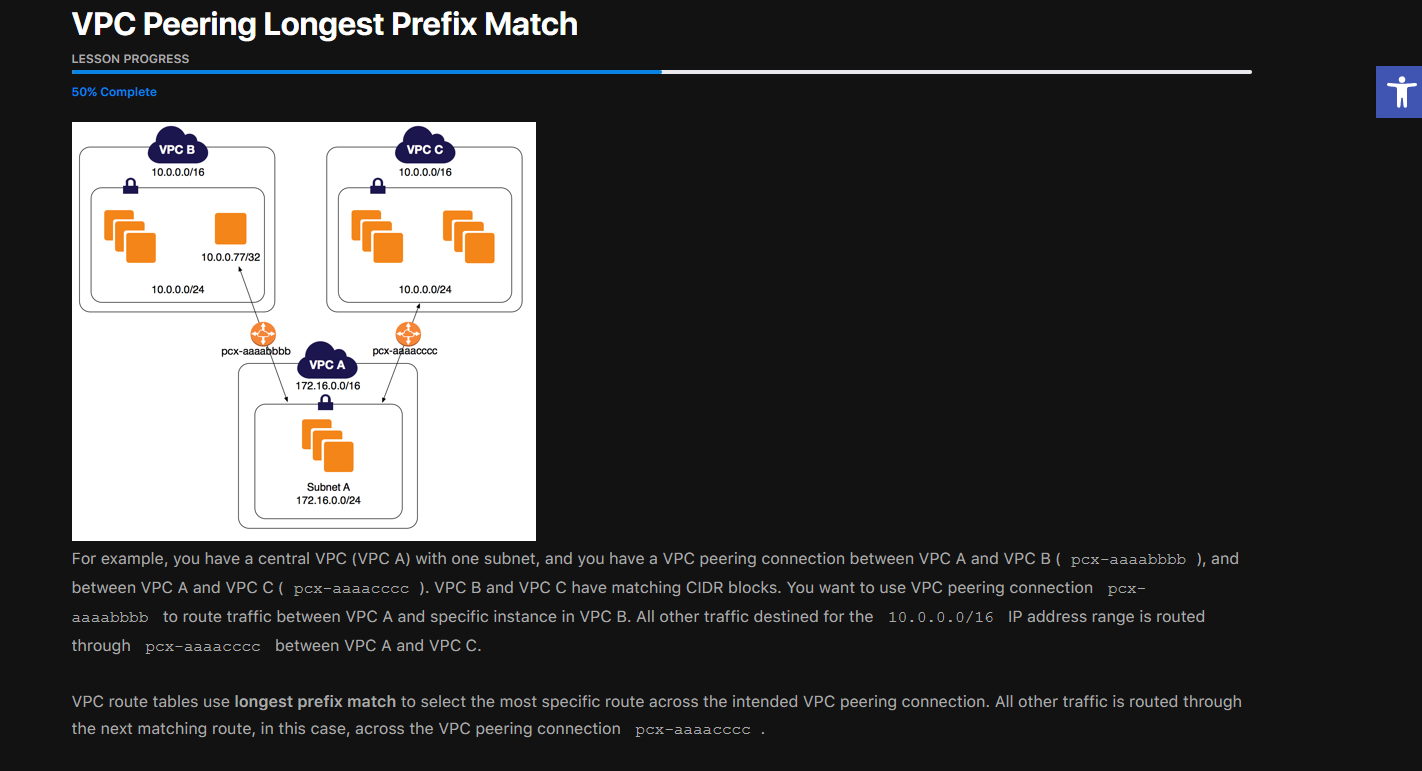 VPC Peering Longest Prefix Match
LESSON PROGRESS
50% Complete
VPC B
10.0.0.0/16
10.0.0.77/32
10.0.0.0/24
VPC C
10.0.0.0/16
10.0.0.0/24
pcx-aaaabbbb
pcx-aaaacccc
VPC A
172.16.0.0/16
Subnet A
172.16.0.0/24
For example, you have a central VPC (VPC A) with one subnet, and you have a VPC peering connection between VPC A and VPC B ( pcx-aaaabbbb ), and
between VPC A and VPC C ( pcx-aaaacccc ). VPC B and VPC C have matching CIDR blocks. You want to use VPC peering connection pcx-
aaaabbbb to route traffic between VPC A and specific instance in VPC B. All other traffic destined for the 10.0.0.0/16 IP address range is routed
through pcx-aaaacccc between VPC A and VPC C.
VPC route tables use longest prefix match to select the most specific route across the intended VPC peering connection. All other traffic is routed through
the next matching route, in this case, across the VPC peering connection pcx-aaaacccc .